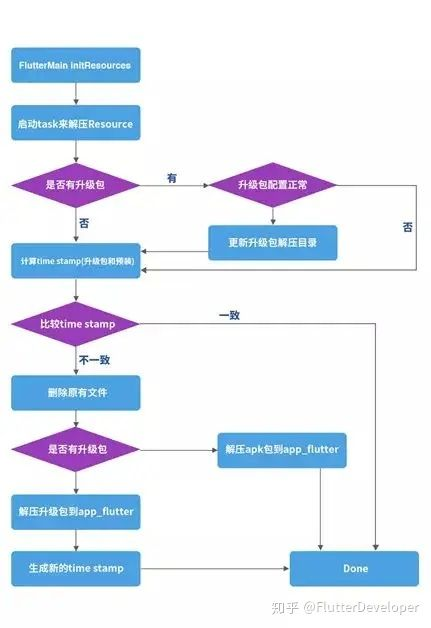 FlutterMain initResources
启动task来解压Resource
是否有升级包
有
升级包配置正常
否
否
更新升级包解压目录
计算time stamp(升级包和预装)
比较time stamp
一致
不一致
删除原有文件
是否有升级包
解压apk包到app_flutter
解压升级包到app_flutter
生成新的time stamp
Done
知乎 @FlutterDeveloper